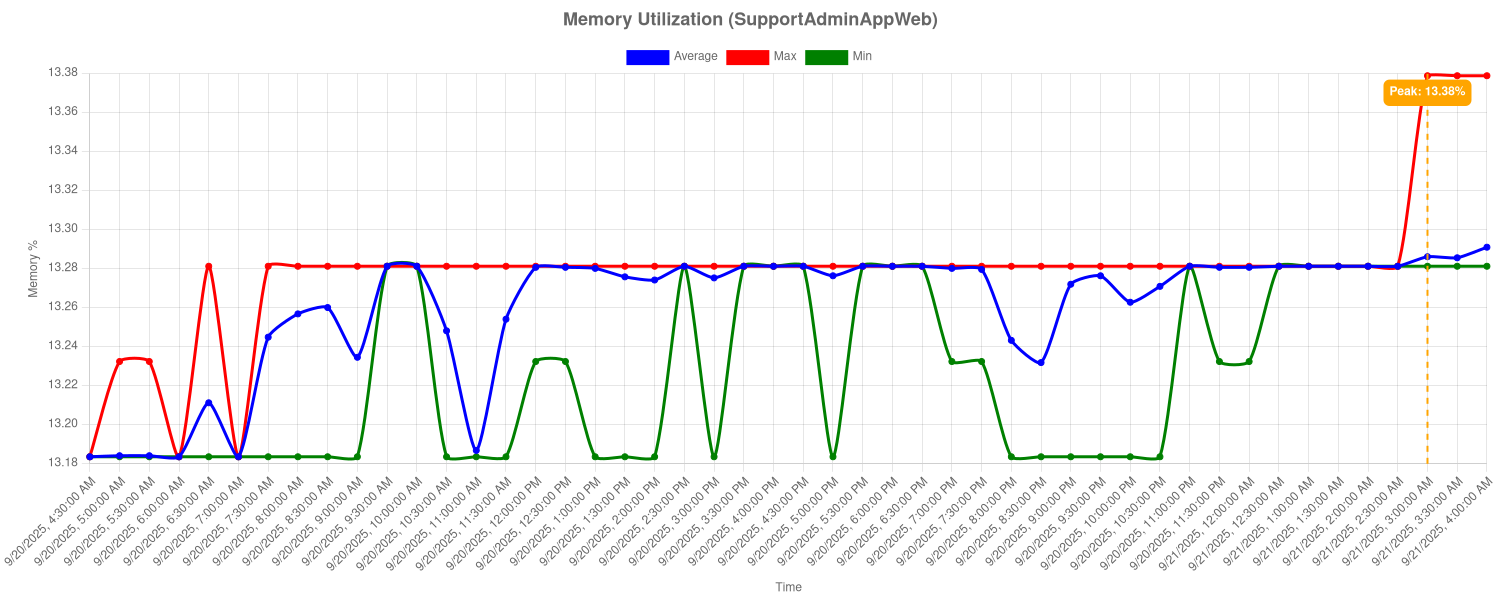 Memory Utilization (SupportAdminAppWeb)
Average Max Min
13.38
13.36
13.34
13.32
13.30
13.28
13.26
13.24
13.22
13.20
13.18
Memory %
Peak: 13.38%
9/20/2025, 4:30:00 AM
9/20/2025, 5:00:00 AM
9/20/2025, 5:30:00 AM
9/20/2025, 6:00:00 AM
9/20/2025, 6:30:00 AM
9/20/2025, 7:00:00 AM
9/20/2025, 7:30:00 AM
9/20/2025, 8:00:00 AM
9/20/2025, 8:30:00 AM
9/20/2025, 9:00:00 AM
9/20/2025, 9:30:00 AM
9/20/2025, 10:00:00 AM
9/20/2025, 10:30:00 AM
9/20/2025, 11:00:00 AM
9/20/2025, 11:30:00 AM
9/20/2025, 12:00:00 PM
9/20/2025, 12:30:00 PM
9/20/2025, 1:00:00 PM
9/20/2025, 1:30:00 PM
9/20/2025, 2:00:00 PM
9/20/2025, 2:30:00 PM
9/20/2025, 3:00:00 PM
9/20/2025, 3:30:00 PM
9/20/2025, 4:00:00 PM
9/20/2025, 4:30:00 PM
9/20/2025, 5:00:00 PM
9/20/2025, 5:30:00 PM
9/20/2025, 6:00:00 PM
9/20/2025, 6:30:00 PM
9/20/2025, 7:00:00 PM
9/20/2025, 7:30:00 PM
9/20/2025, 8:00:00 PM
9/20/2025, 8:30:00 PM
9/20/2025, 9:00:00 PM
9/20/2025, 9:30:00 PM
9/20/2025, 10:00:00 PM
9/20/2025, 10:30:00 PM
9/20/2025, 11:00:00 PM
9/20/2025, 11:30:00 PM
9/21/2025, 12:00:00 AM
9/21/2025, 12:30:00 AM
9/21/2025, 1:00:00 AM
9/21/2025, 1:30:00 AM
9/21/2025, 2:00:00 AM
9/21/2025, 2:30:00 AM
9/21/2025, 3:00:00 AM
9/21/2025, 3:30:00 AM
9/21/2025, 4:00:00 AM
Time